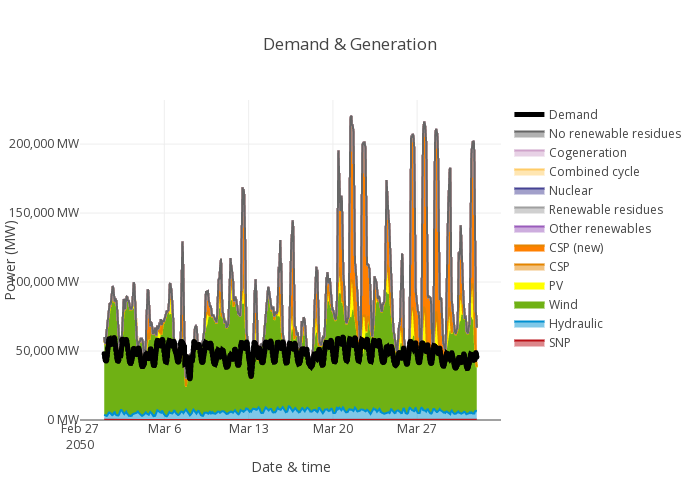 Demand & Generation
Power (MW)
200,000 MW
150,000 MW
100,000 MW
50,000 MW
0 MW
Feb 27
2050
Mar 6
Mar 13
Mar 20
Mar 27
Date & time
Demand
No renewable residues
Cogeneration
Combined cycle
Nuclear
Renewable residues
Other renewables
CSP (new)
CSP
PV
Wind
Hydraulic
SNP